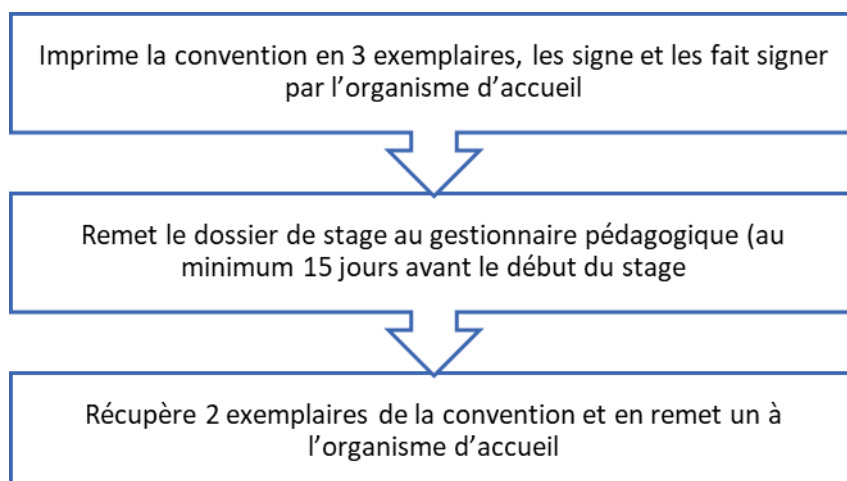 Imprime la convention en 3 exemplaires, les signe et les fait signer
par l’organisme d’accueil
Remet le dossier de stage au gestionnaire pédagogique (au
minimum 15 jours avant le début du stage
Récupère 2 exemplaires de la convention et en remet un à
l’organisme d’accueil